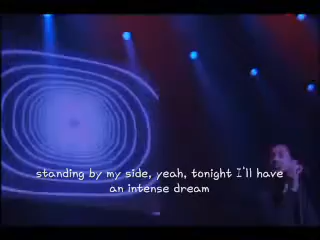 standing by my side, yeah, tonight I'll have
an intense dream